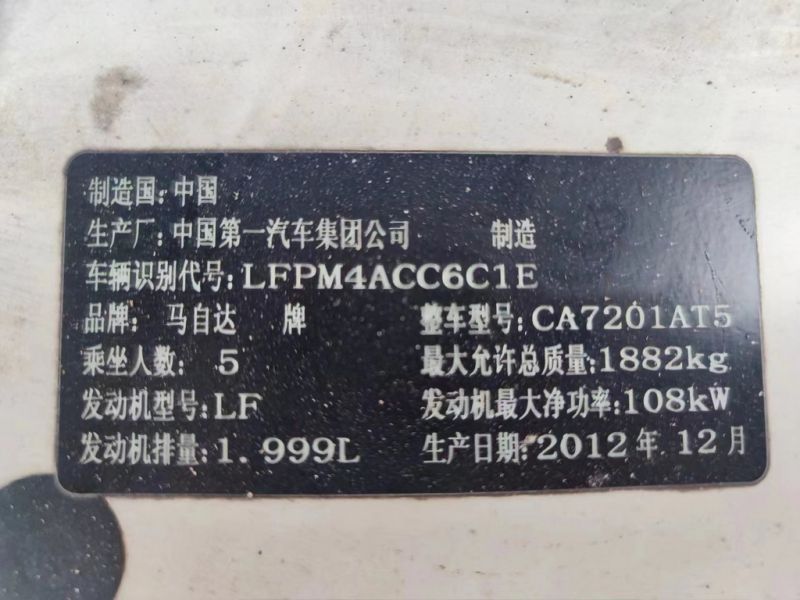 制造国: 中国
生产厂: 中国第一汽车集团公司 制造
车辆识别代号: LFPM4ACC6C1E
品牌: 马自达 牌 整车型号: CA7201AT5
乘坐人数: 5 最大允许总质量: 1882kg
发动机型号: LF 发动机最大净功率: 108kW
发动机排量: 1.999L 生产日期: 2012年12月